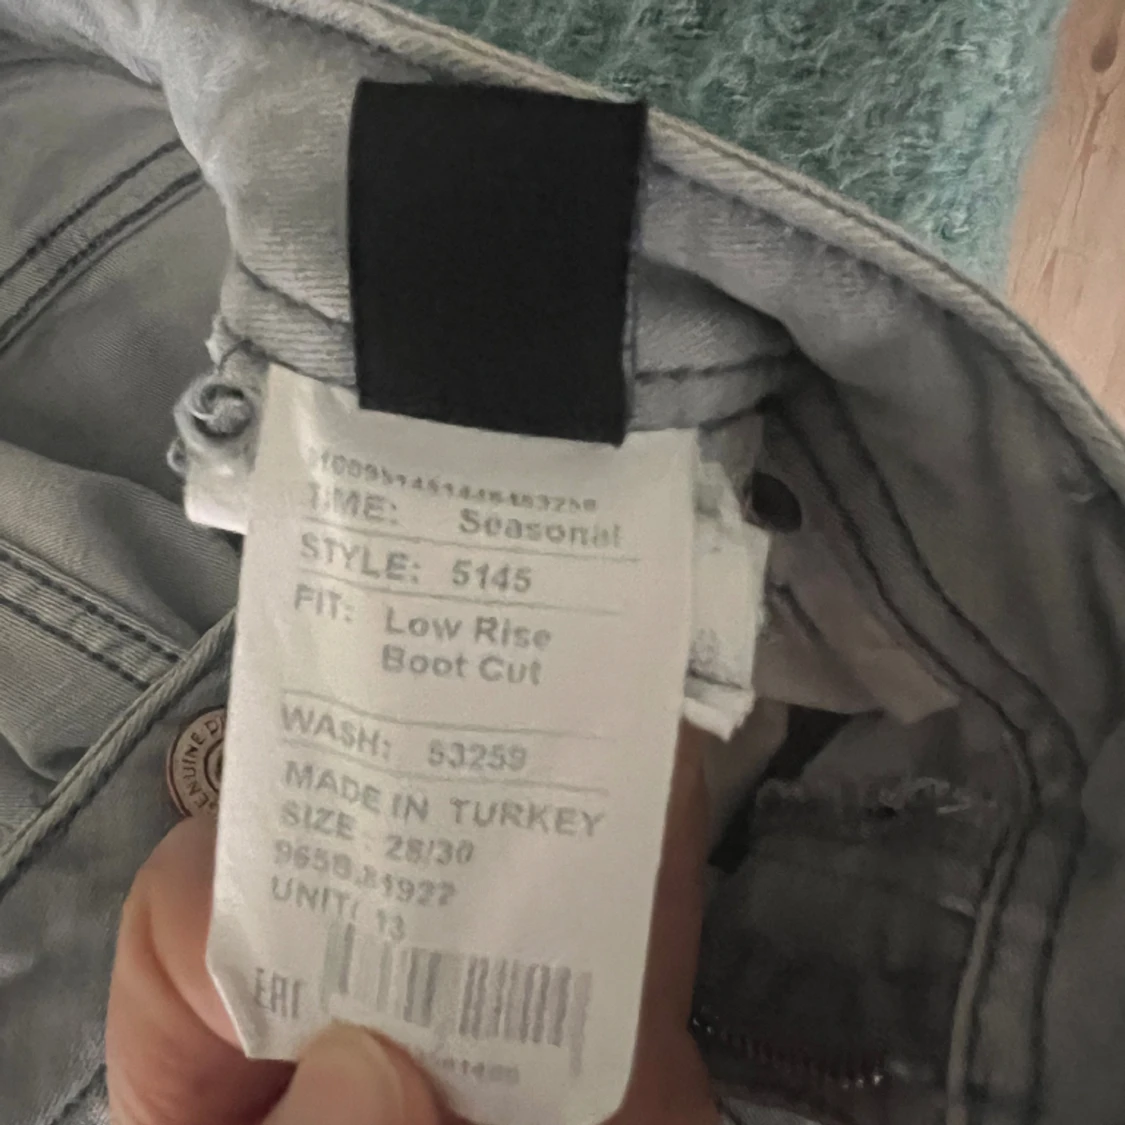 TIME: Seasonal
STYLE: 5145
FIT: Low Rise
Boot Cut
WASH: 53259
MADE IN TURKEY
SIZE 28/30
UNIT: 13
EAC
GENUINE